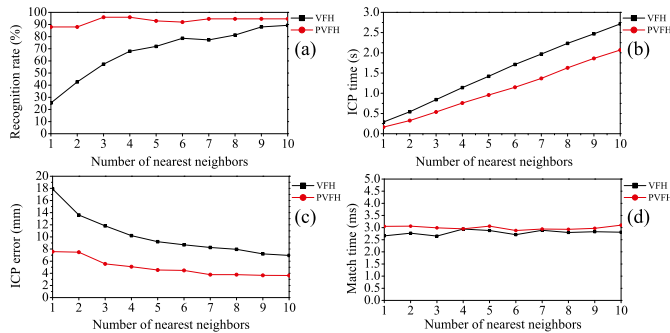 100
90
80
70
60
50
40
30
20
10
0
Recognition rate (%)
VFH
PVFH
(a)
1 2 3 4 5 6 7 8 9 10
Number of nearest neighbors
3.0
2.5
2.0
1.5
1.0
0.5
0.0
ICP time (s)
VFH
PVFH
(b)
1 2 3 4 5 6 7 8 9 10
Number of nearest neighbors
20
18
16
14
12
10
8
6
4
2
0
ICP error (mm)
VFH
PVFH
(c)
1 2 3 4 5 6 7 8 9 10
Number of nearest neighbors
5.0
4.5
4.0
3.5
3.0
2.5
2.0
1.5
1.0
0.5
0.0
Match time (ms)
VFH
PVFH
(d)
1 2 3 4 5 6 7 8 9 10
Number of nearest neighbors